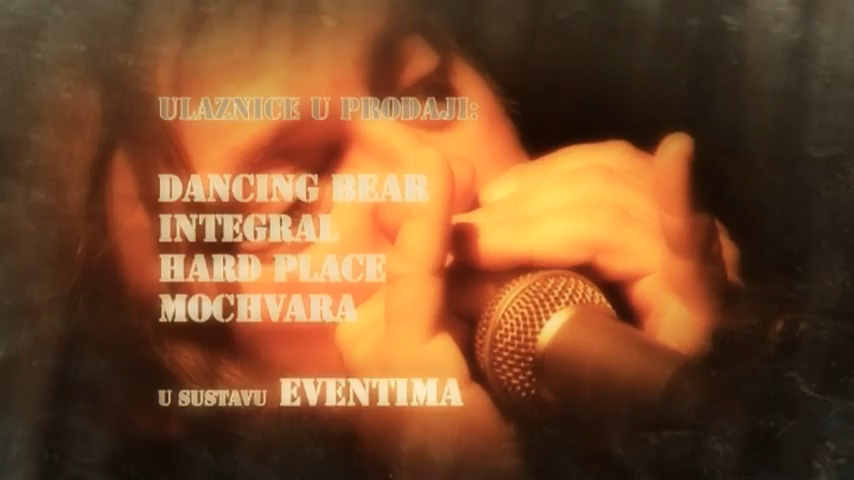 ULAZNICE U PRODAJI:
DANCING BEAR
INTEGRAL
HARD PLACE
MOCHVARA
U SUSTAVU EVENTIMA